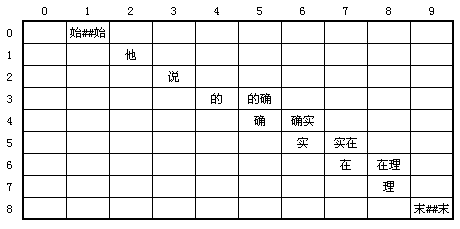 0 1 2 3 4 5 6 7 8 9
0 始##始
1 他
2 说
3 的 的确
4 确 确实
5 实 实在
6 在 在理
7 理
8 末##末